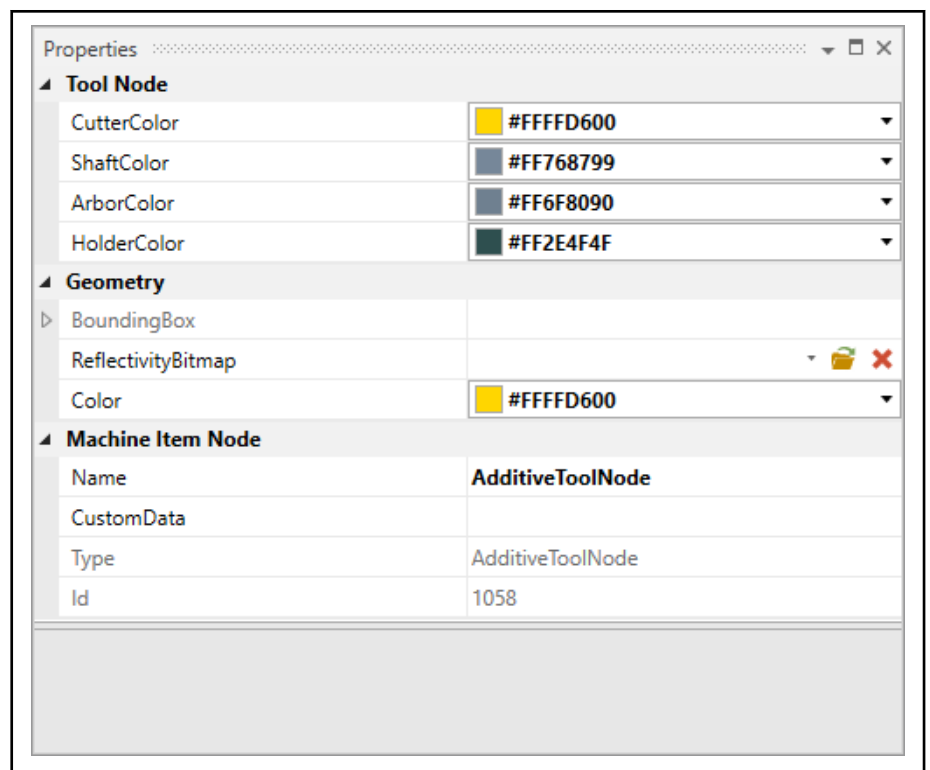 Properties
Tool Node
CutterColor #FFFFD600
ShaftColor #FF768799
ArborColor #FF6F8090
HolderColor #FF2E4F4F
Geometry
BoundingBox
ReflectivityBitmap
Color #FFFFD600
Machine Item Node
Name AdditiveToolNode
CustomData
Type AdditiveToolNode
Id 1058